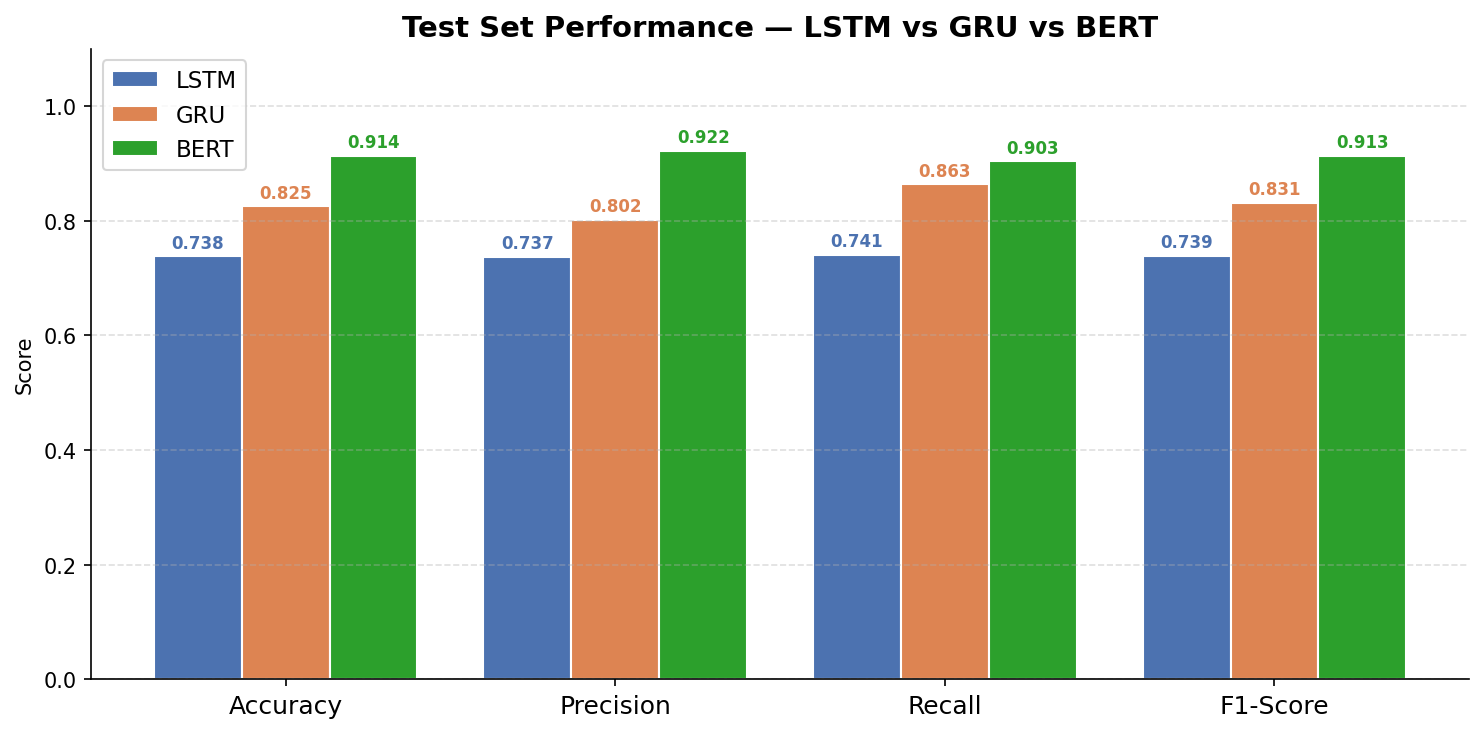 Test Set Performance — LSTM vs GRU vs BERT
LSTM
GRU
BERT
Score
1.0
0.8
0.6
0.4
0.2
0.0
0.738
0.825
0.914
0.737
0.802
0.922
0.741
0.863
0.903
0.739
0.831
0.913
Accuracy
Precision
Recall
F1-Score